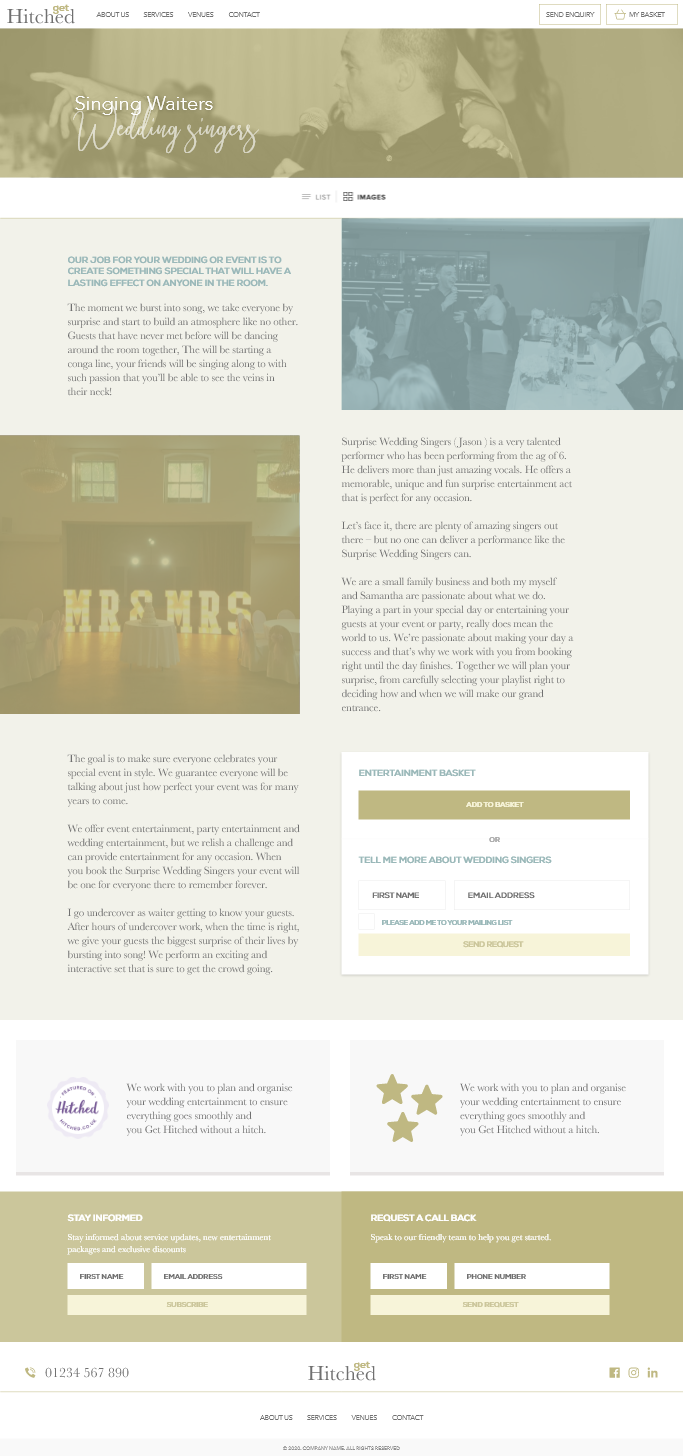 get
Hitched
ABOUT US SERVICES VENUES CONTACT
SEND ENQUIRY MY BASKET
Singing Waiters
Wedding singers
LIST IMAGES
OUR JOB FOR YOUR WEDDING OR EVENT IS TO
CREATE SOMETHING SPECIAL THAT WILL HAVE A
LASTING EFFECT ON ANYONE IN THE ROOM.
The moment we burst into song, we take everyone by
surprise and start to build an atmosphere like no other.
Guests that have never met before will be dancing
around the room together, The will be starting a
conga line, your friends will be singing along to with
such passion that you'll be able to see the veins in
their neck!
MR & MRS
Surprise Wedding Singers ( Jason ) is a very talented
performer who has been performing from the ag of 6.
He delivers more than just amazing vocals. He offers a
memorable, unique and fun surprise entertainment act
that is perfect for any occasion.
Let's face it, there are plenty of amazing singers out
there – but no one can deliver a performance like the
Surprise Wedding Singers can.
We are a small family business and both my myself
and Samantha are passionate about what we do.
Playing a part in your special day or entertaining your
guests at your event or party, really does mean the
world to us. We're passionate about making your day a
success and that's why we work with you from booking
right until the day finishes. Together we will plan your
surprise, from carefully selecting your playlist right to
deciding how and when we will make our grand
entrance.
The goal is to make sure everyone celebrates your
special event in style. We guarantee everyone will be
talking about just how perfect your event was for many
years to come.
We offer event entertainment, party entertainment and
wedding entertainment, but we relish a challenge and
can provide entertainment for any occasion. When
you book the Surprise Wedding Singers your event will
be one for everyone there to remember forever.
I go undercover as waiter getting to know your guests.
After hours of undercover work, when the time is right,
we give your guests the biggest surprise of their lives by
bursting into song! We perform an exciting and
interactive set that is sure to get the crowd going.
ENTERTAINMENT BASKET
ADD TO BASKET
OR
TELL ME MORE ABOUT WEDDING SINGERS
FIRST NAME EMAIL ADDRESS
PLEASE ADD ME TO YOUR MAILING LIST
SEND REQUEST
FEATURED ON
Hitched
HITCHED.CO.UK
We work with you to plan and organise
your wedding entertainment to ensure
everything goes smoothly and
you Get Hitched without a hitch.
We work with you to plan and organise
your wedding entertainment to ensure
everything goes smoothly and
you Get Hitched without a hitch.
STAY INFORMED
Stay informed about service updates, new entertainment
packages and exclusive discounts
FIRST NAME EMAIL ADDRESS
SUBSCRIBE
REQUEST A CALL BACK
Speak to our friendly team to help you get started.
FIRST NAME PHONE NUMBER
SEND REQUEST
01234 567 890
get
Hitched
ABOUT US SERVICES VENUES CONTACT
© 2020. COMPANY NAME. ALL RIGHTS RESERVED